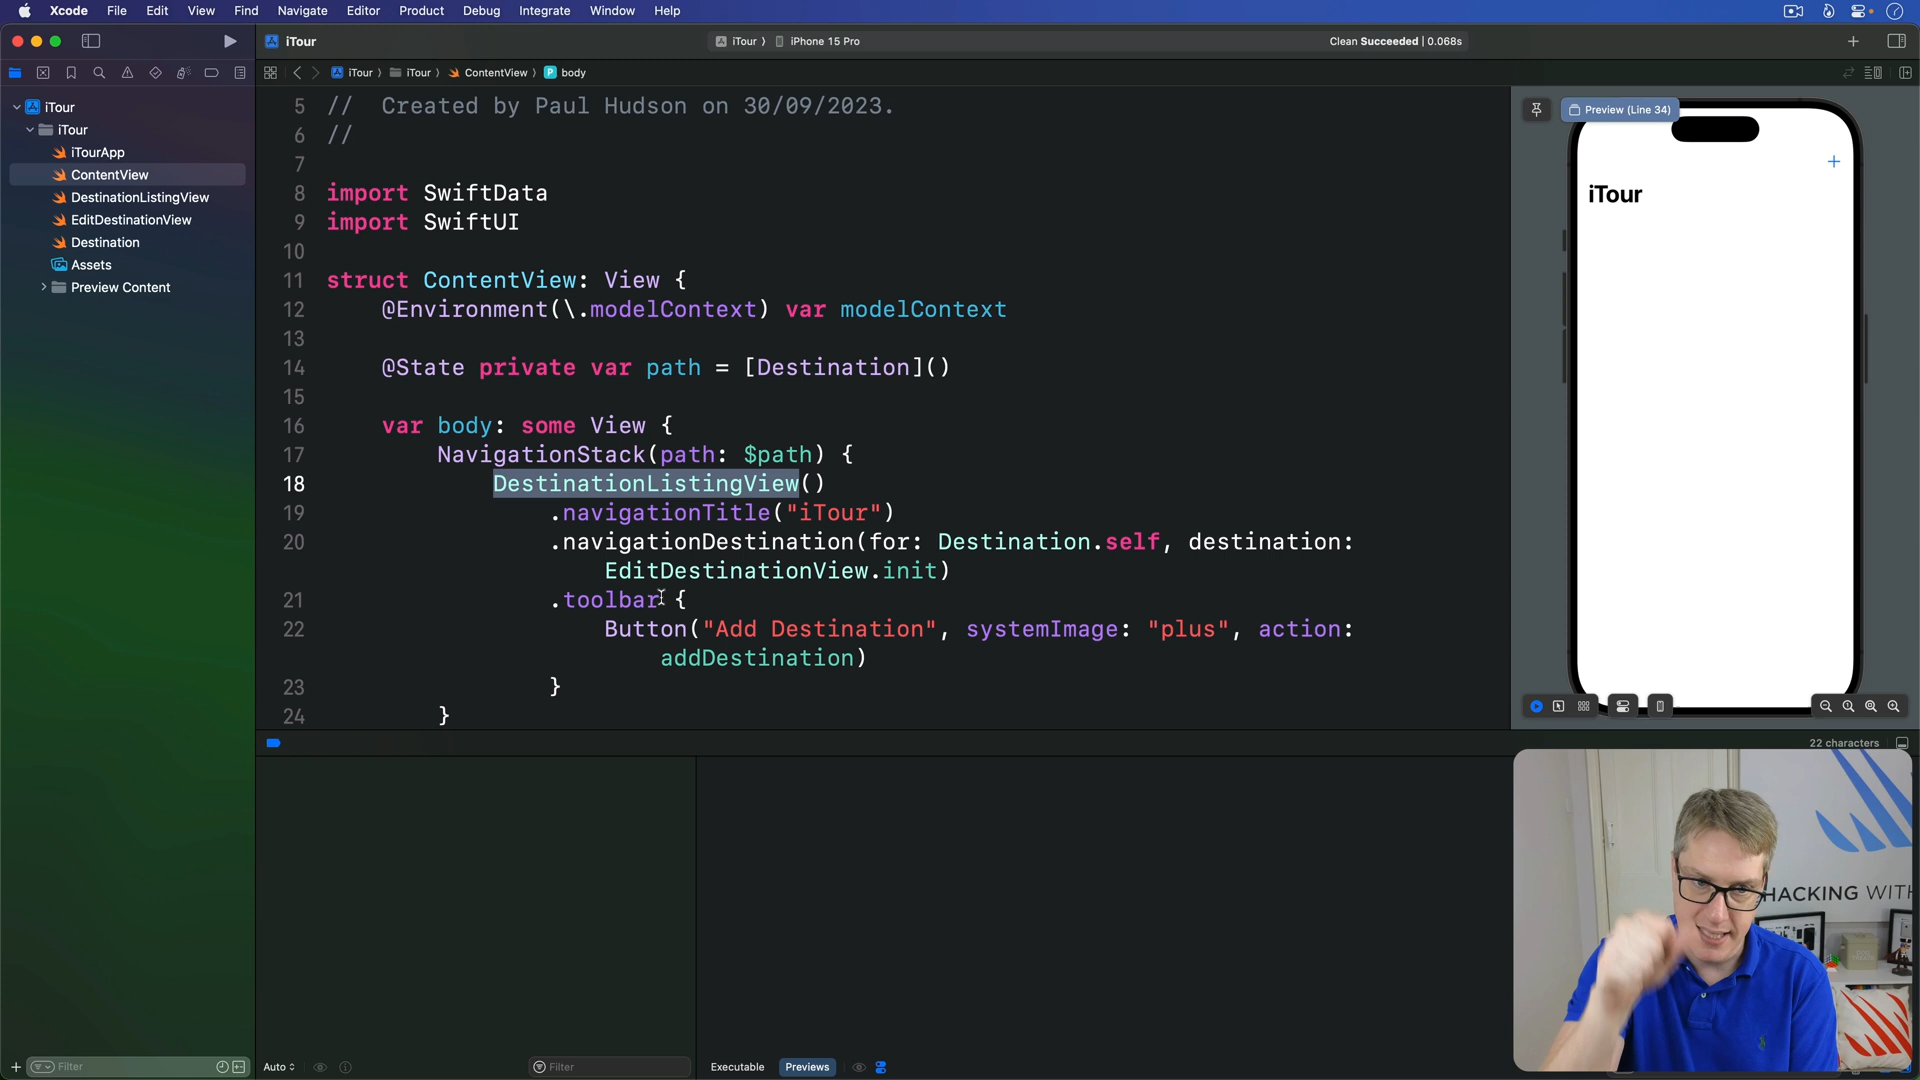 Xcode File Edit View Find Navigate Editor Product Debug Integrate Window Help
iTour
iTour
iPhone 15 Pro
Clean Succeeded | 0.068s
iTour
iTour
ContentView
body
iTour
iTour
iTourApp
ContentView
DestinationListingView
EditDestinationView
Destination
Assets
Preview Content
5 // Created by Paul Hudson on 30/09/2023.
6 //
7
8 import SwiftData
9 import SwiftUI
10
11 struct ContentView: View {
12 @Environment(\.modelContext) var modelContext
13
14 @State private var path = [Destination]()
15
16 var body: some View {
17 NavigationStack(path: $path) {
18 DestinationListingView()
19 .navigationTitle("iTour")
20 .navigationDestination(for: Destination.self, destination:
EditDestinationView.init)
21 .toolbar {
22 Button("Add Destination", systemImage: "plus", action:
addDestination)
23 }
24 }
Preview (Line 34)
iTour
22 characters
HACKING WITH
Filter
Auto
Filter
Executable
Previews